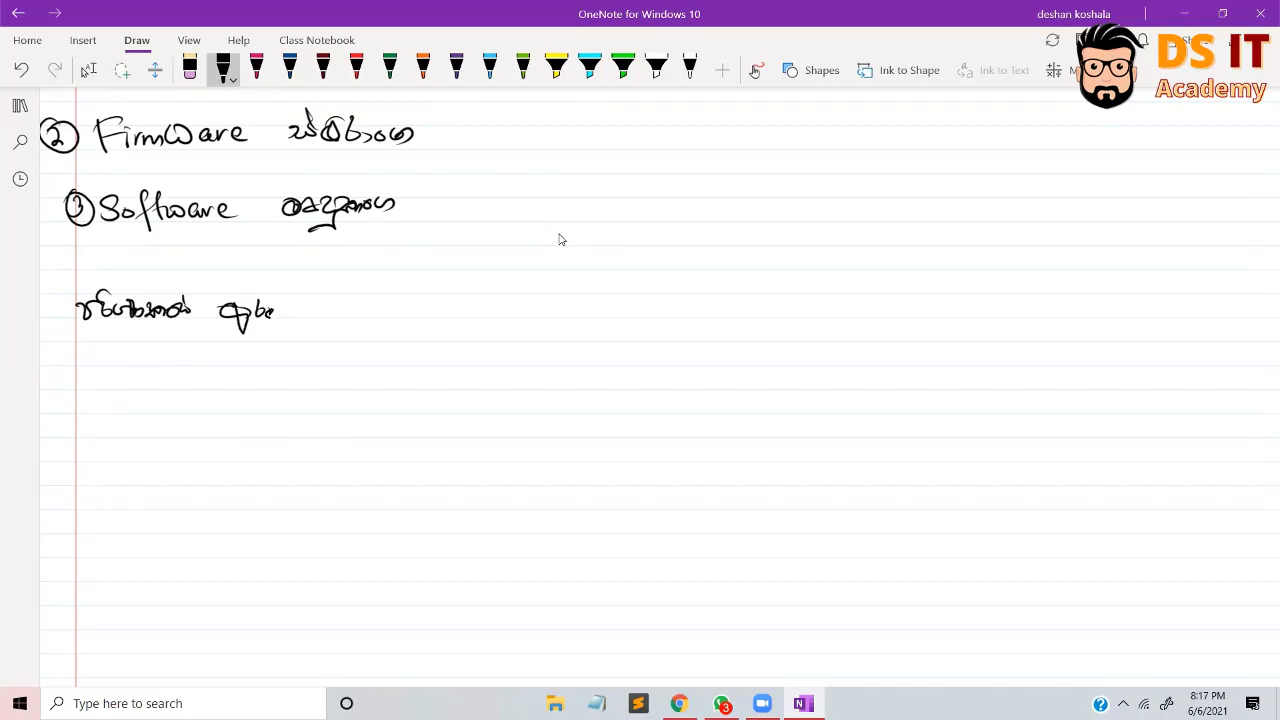 OneNote for Windows 10
deshan koshala
Home Insert Draw View Help Class Notebook
Shapes Ink to Shape Ink to Text
DS IT
Academy
② Firmware ස්ථිරාංග
③ Software මෘදුකාංග
Type here to search
3
8:17 PM
6/6/2021